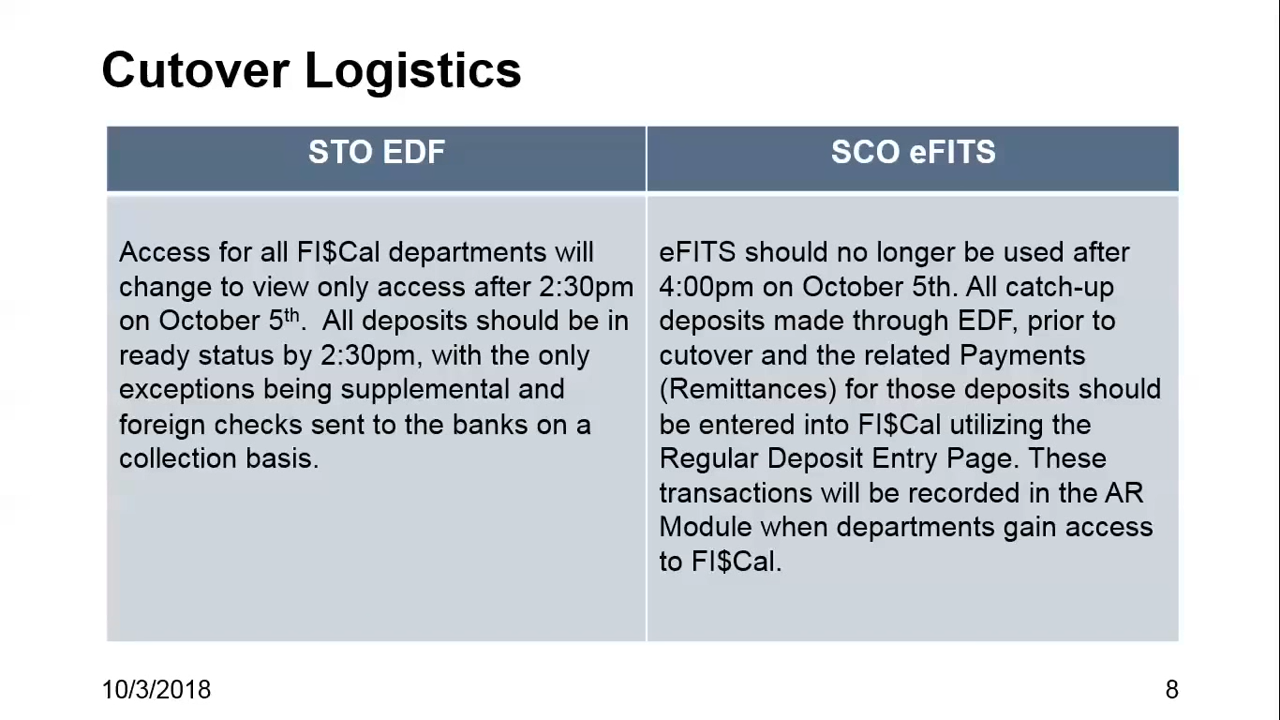 Cutover Logistics
STO EDF
Access for all FI$Cal departments will
change to view only access after 2:30pm
on October 5th.  All deposits should be in
ready status by 2:30pm, with the only
exceptions being supplemental and
foreign checks sent to the banks on a
collection basis.
SCO eFITS
eFITS should no longer be used after
4:00pm on October 5th. All catch-up
deposits made through EDF, prior to
cutover and the related Payments
(Remittances) for those deposits should
be entered into FI$Cal utilizing the
Regular Deposit Entry Page. These
transactions will be recorded in the AR
Module when departments gain access
to FI$Cal.
10/3/2018
8